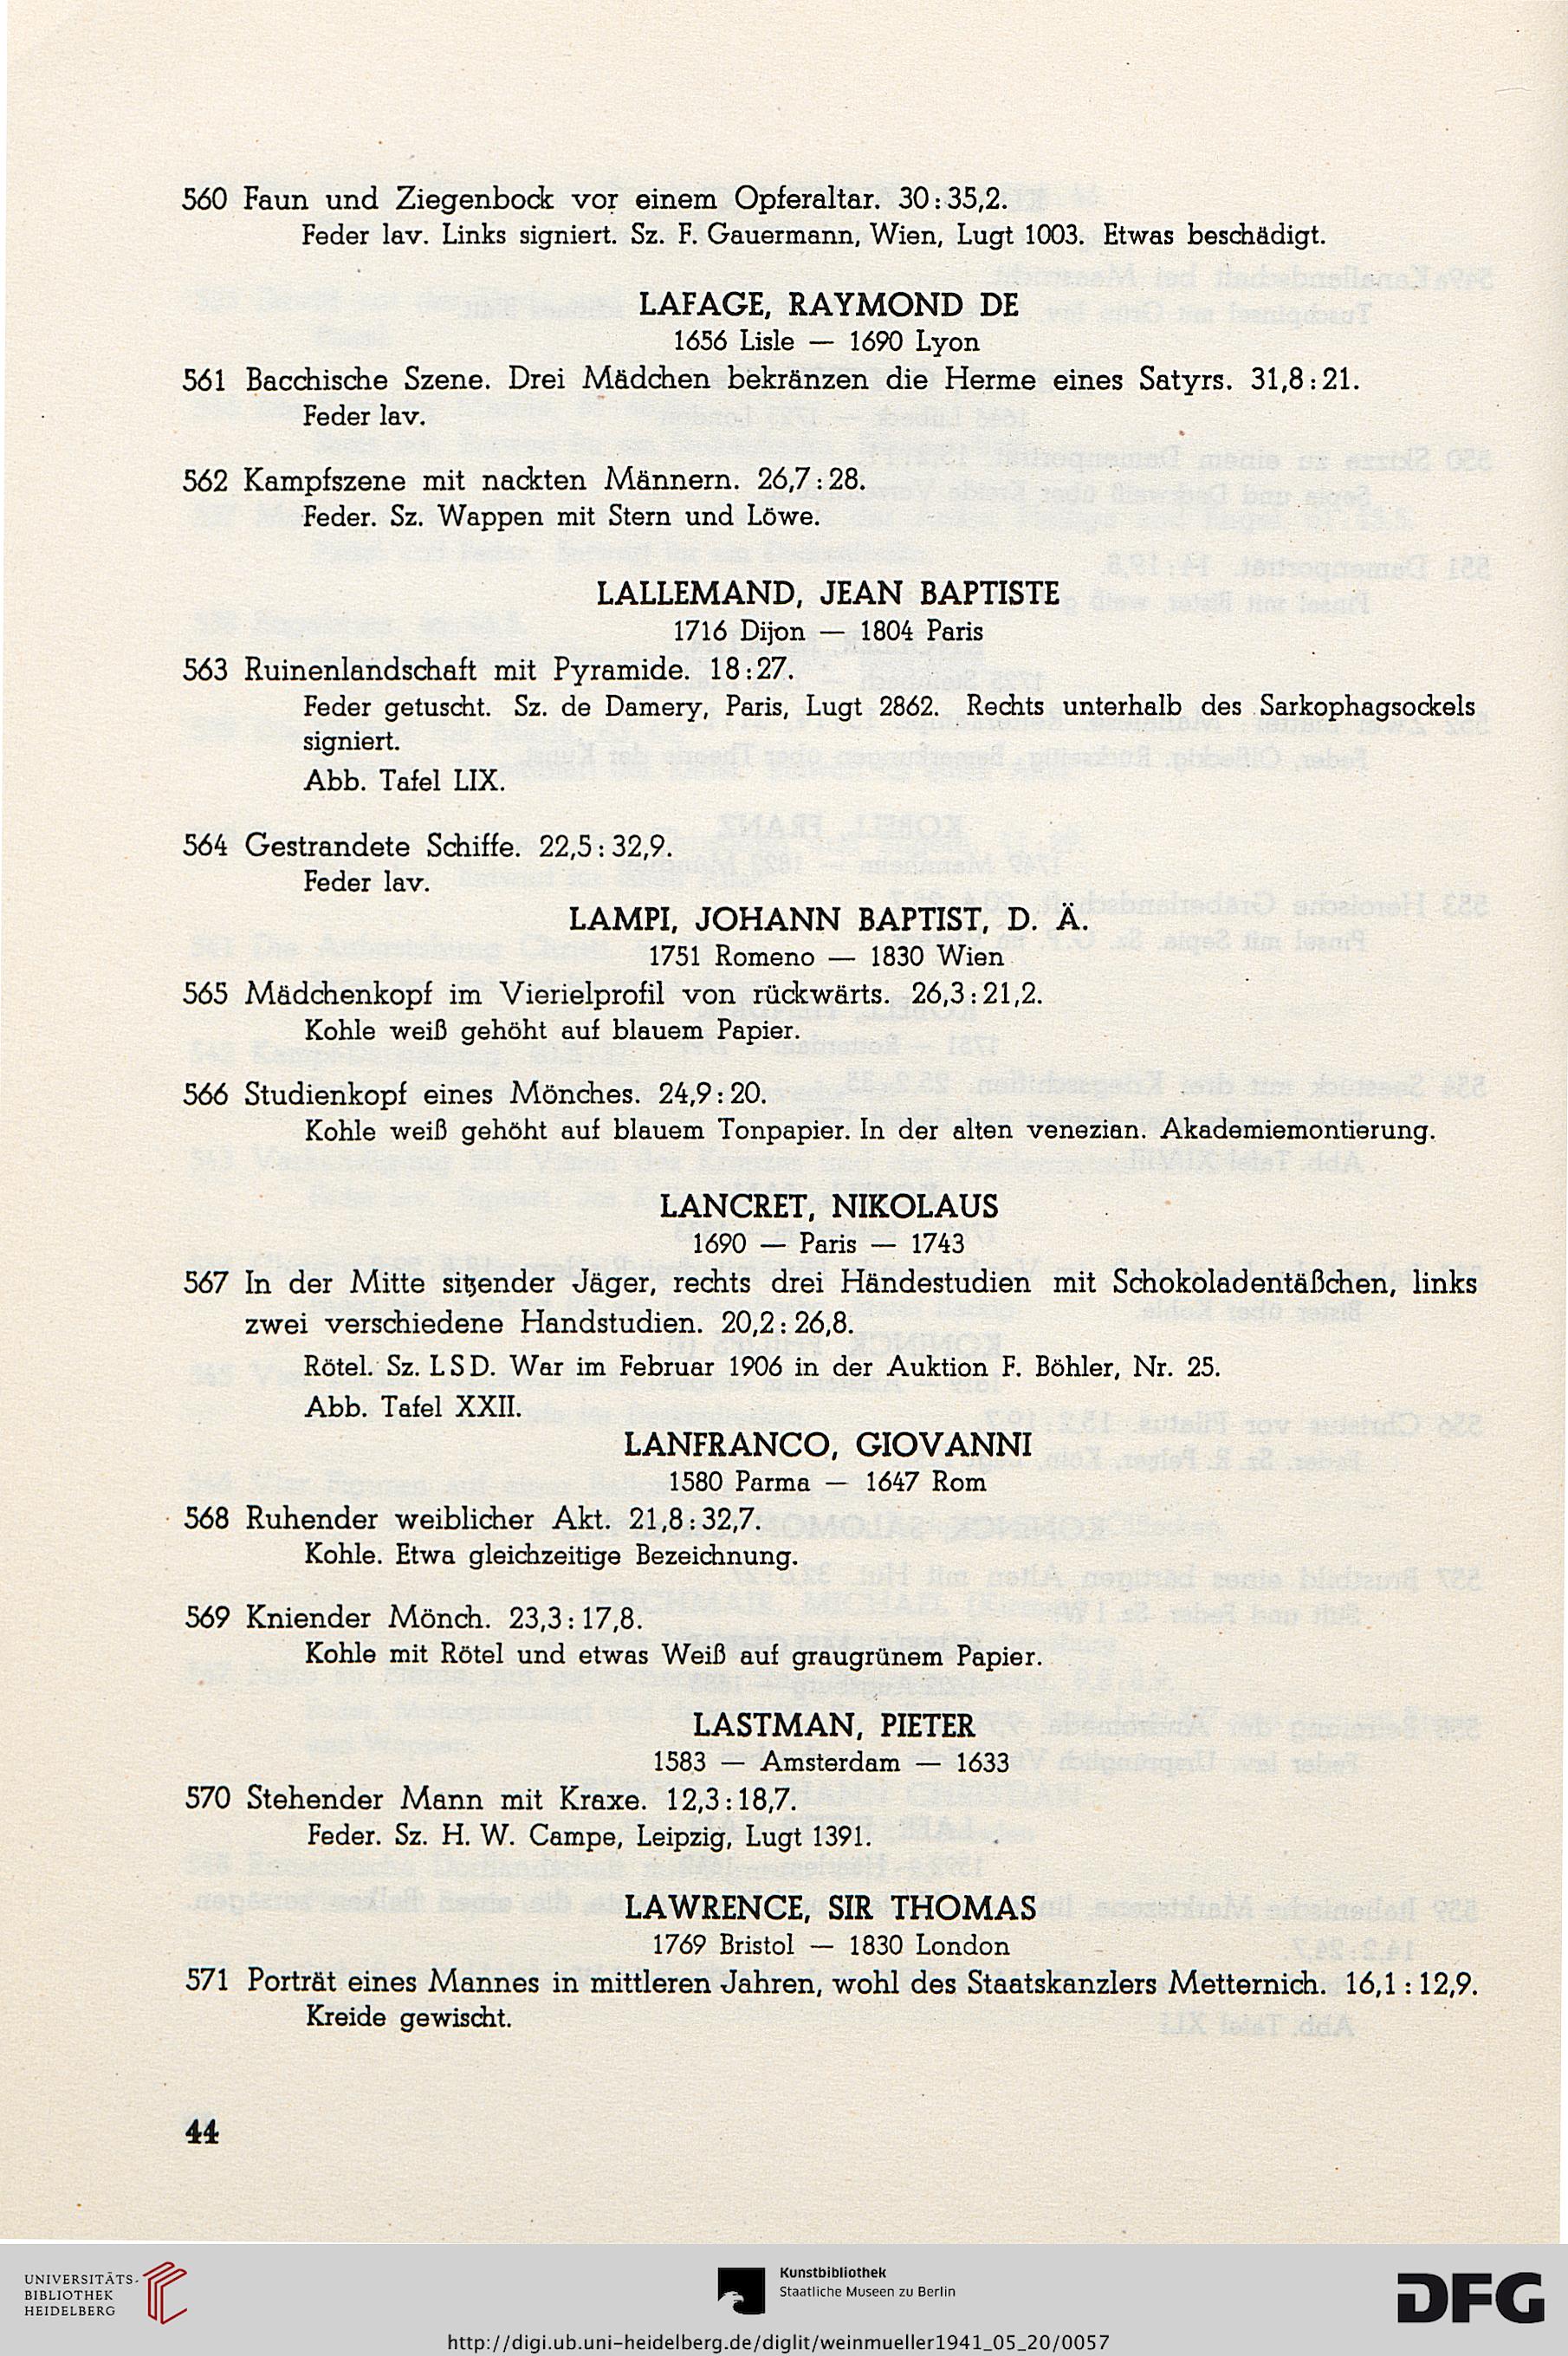 560 Faun und Ziegenbock vor einem Opferaltar. 30:35,2.
Feder lav. Links signiert. Sz. F. Gauermann, Wien, Lugt 1003. Etwas beschädigt.
LAFAGE, RAYMOND DE
1656 Lisle — 1690 Lyon
561 Bacchische Szene. Drei Mädchen bekränzen die Herme eines Satyrs. 31,8:21.
Feder lav.
562 Kampfszene mit nackten Männern. 26,7:28.
Feder. Sz. Wappen mit Stern und Löwe.
LALLEMAND, JEAN BAPTISTE
1716 Dijon — 1804 Paris
563 Ruinenlandschaft mit Pyramide. 18:27.
Feder getuscht. Sz. de Damery, Paris, Lugt 2862. Rechts unterhalb des Sarkophagsockels
signiert.
Abb. Tafel LIX.
564 Gestrandete Schiffe. 22,5:32,9.
Feder lav.
LAMPI, JOHANN BAPTIST, D. Ä.
1751 Romeno — 1830 Wien
565 Mädchenkopf im Vierielprofil von rückwärts. 26,3:21,2.
Kohle weiß gehöht auf blauem Papier.
566 Studienkopf eines Mönches. 24,9:20.
Kohle weiß gehöht auf blauem Tonpapier. In der alten venezian. Akademiemontierung.
LANCRET, NIKOLAUS
1690 — Paris — 1743
567 In der Mitte sitzender Jäger, rechts drei Händestudien mit Schokoladentäßchen, links
zwei verschiedene Handstudien. 20,2:26,8.
Rötel. Sz. LSD. War im Februar 1906 in der Auktion F. Böhler, Nr. 25.
Abb. Tafel XXII.
LANFRANCO, GIOVANNI
1580 Parma — 1647 Rom
568 Ruhender weiblicher Akt. 21,8:32,7.
Kohle. Etwa gleichzeitige Bezeichnung.
569 Kniender Mönch. 23,3:17,8.
Kohle mit Rötel und etwas Weiß auf graugrünem Papier.
LASTMAN, PIETER
1583 — Amsterdam — 1633
570 Stehender Mann mit Kraxe. 12,3:18,7.
Feder. Sz. H. W. Campe, Leipzig, Lugt 1391.
LAWRENCE, SIR THOMAS
1769 Bristol — 1830 London
571 Porträt eines Mannes in mittleren Jahren, wohl des Staatskanzlers Metternich. 16,1:12,9.
Kreide gewischt.
44
UNIVERSITÄTS-
BIBLIOTHEK
HEIDELBERG
Kunstbibliothek
Staatliche Museen zu Berlin
DFG
http://digi.ub.uni-heidelberg.de/diglit/weinmueller1941_05_20/0057